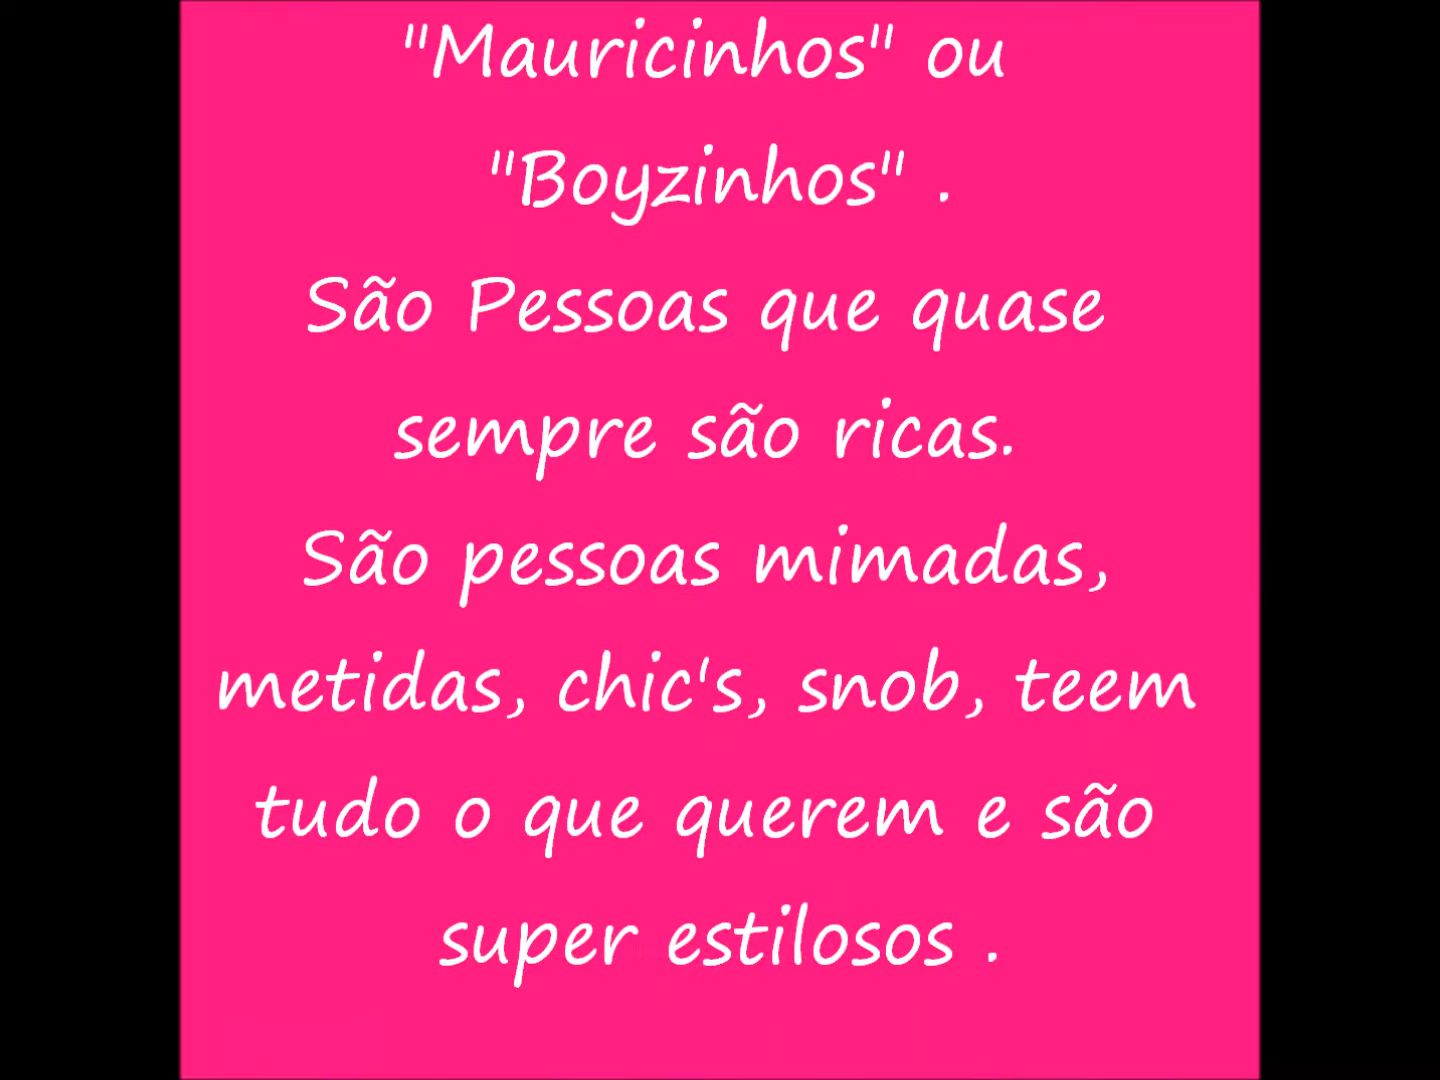 "Mauricinhos" ou
"Boyzinhos" .
São Pessoas que quase
sempre são ricas.
São pessoas mimadas,
metidas, chic's, snob, teem
tudo o que querem e são
super estilosos .